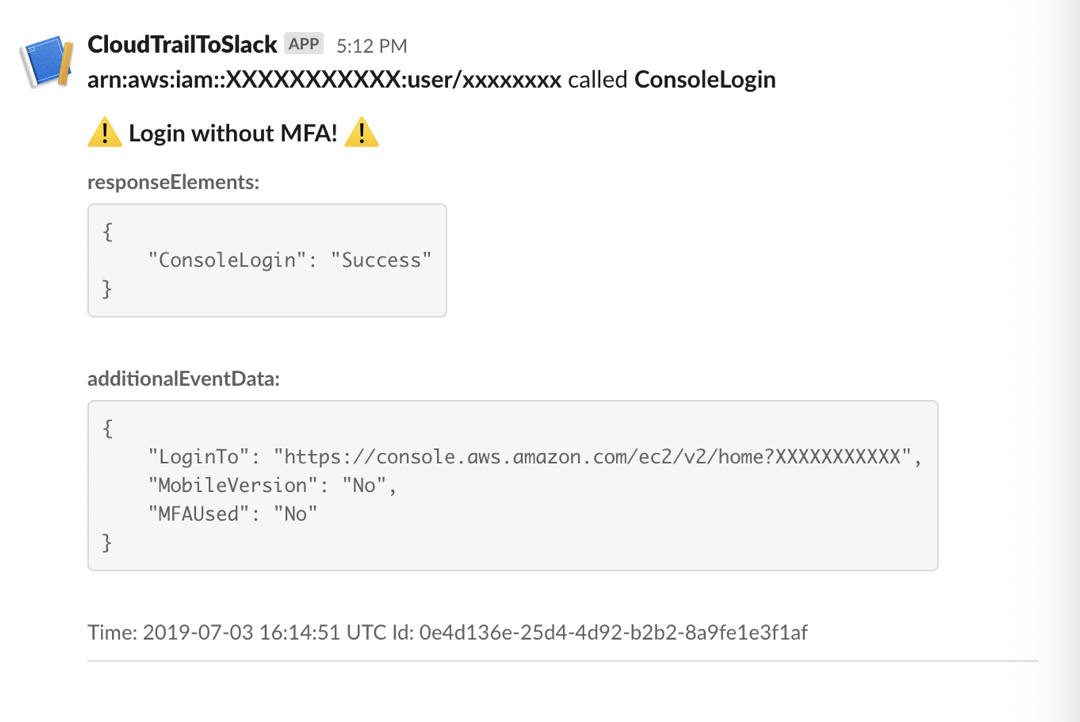 CloudTrailToSlack APP 5:12 PM
arn:aws:iam::XXXXXXXXXXX:user/xxxxxxxx called ConsoleLogin
⚠️ Login without MFA! ⚠️
responseElements:
{
    "ConsoleLogin": "Success"
}
additionalEventData:
{
    "LoginTo": "https://console.aws.amazon.com/ec2/v2/home?XXXXXXXXXXX",
    "MobileVersion": "No",
    "MFAUsed": "No"
}
Time: 2019-07-03 16:14:51 UTC Id: 0e4d136e-25d4-4d92-b2b2-8a9fe1e3f1af